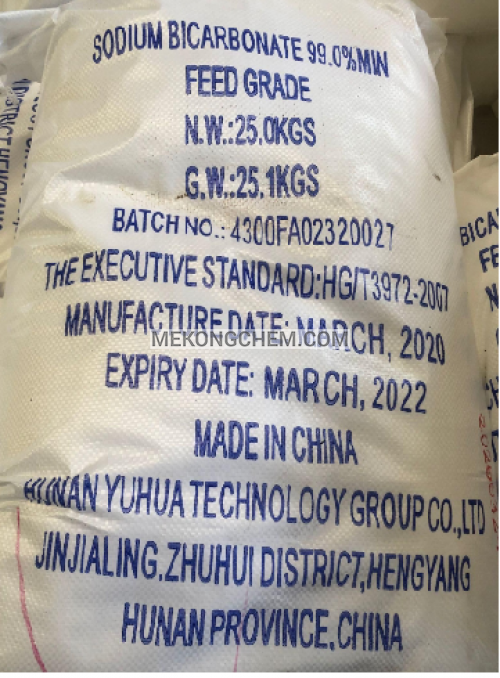 SODIUM BICARBONATE 99.0%MIN
FEED GRADE
N.W.:25.0KGS
G.W.:25.1KGS
BATCH NO.: 4300FA02320027
THE EXECUTIVE STANDARD:HG/T3972-2007
MANUFACTURE DATE: MARCH, 2020
MEKONGCHEM.COM
EXPIRY DATE: MARCH, 2022
MADE IN CHINA
HUNAN YUHUA TECHNOLOGY GROUP CO.,LTD
JINJIALING.ZHUHUI DISTRICT,HENGYANG
HUNAN PROVINCE.CHINA